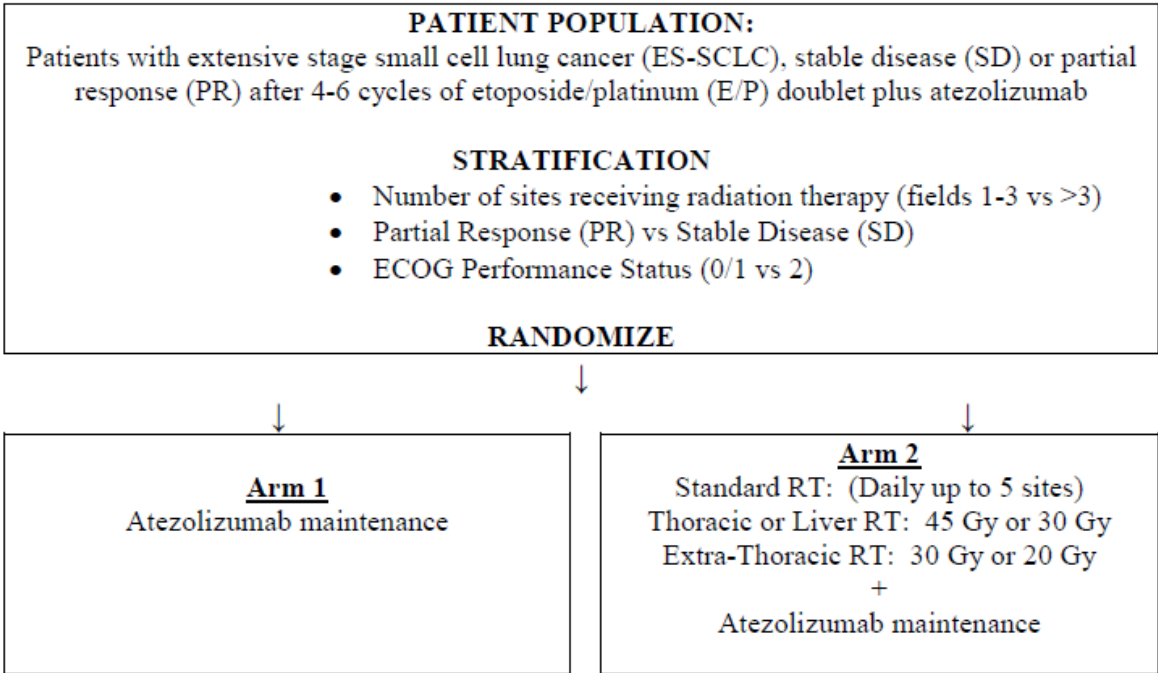 PATIENT POPULATION:
Patients with extensive stage small cell lung cancer (ES-SCLC), stable disease (SD) or partial
response (PR) after 4-6 cycles of etoposide/platinum (E/P) doublet plus atezolizumab
STRATIFICATION
• Number of sites receiving radiation therapy (fields 1-3 vs >3)
• Partial Response (PR) vs Stable Disease (SD)
• ECOG Performance Status (0/1 vs 2)
RANDOMIZE
↓
↓ ↓
Arm 1
Atezolizumab maintenance
Arm 2
Standard RT: (Daily up to 5 sites)
Thoracic or Liver RT: 45 Gy or 30 Gy
Extra-Thoracic RT: 30 Gy or 20 Gy
+
Atezolizumab maintenance